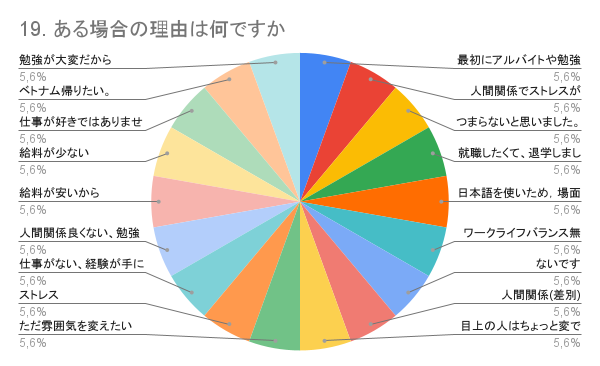 19. ある場合の理由は何ですか
勉強が大変だから
5,6%
ベトナム帰りたい。
5,6%
仕事が好きではありませ
5,6%
給料が少ない
5,6%
給料が安いから
5,6%
人間関係良くない、勉強
5,6%
仕事がない、経験が手に
5,6%
ストレス
5,6%
ただ雰囲気を変えたい
5,6%
最初にアルバイトや勉強
5,6%
人間関係でストレスが
5,6%
つまらないと思いました。
5,6%
就職したくて、退学しまし
5,6%
日本語を使いため、場面
5,6%
ワークライフバランス無
5,6%
ないです
5,6%
人間関係(差別)
5,6%
目上の人はちょっと変で
5,6%